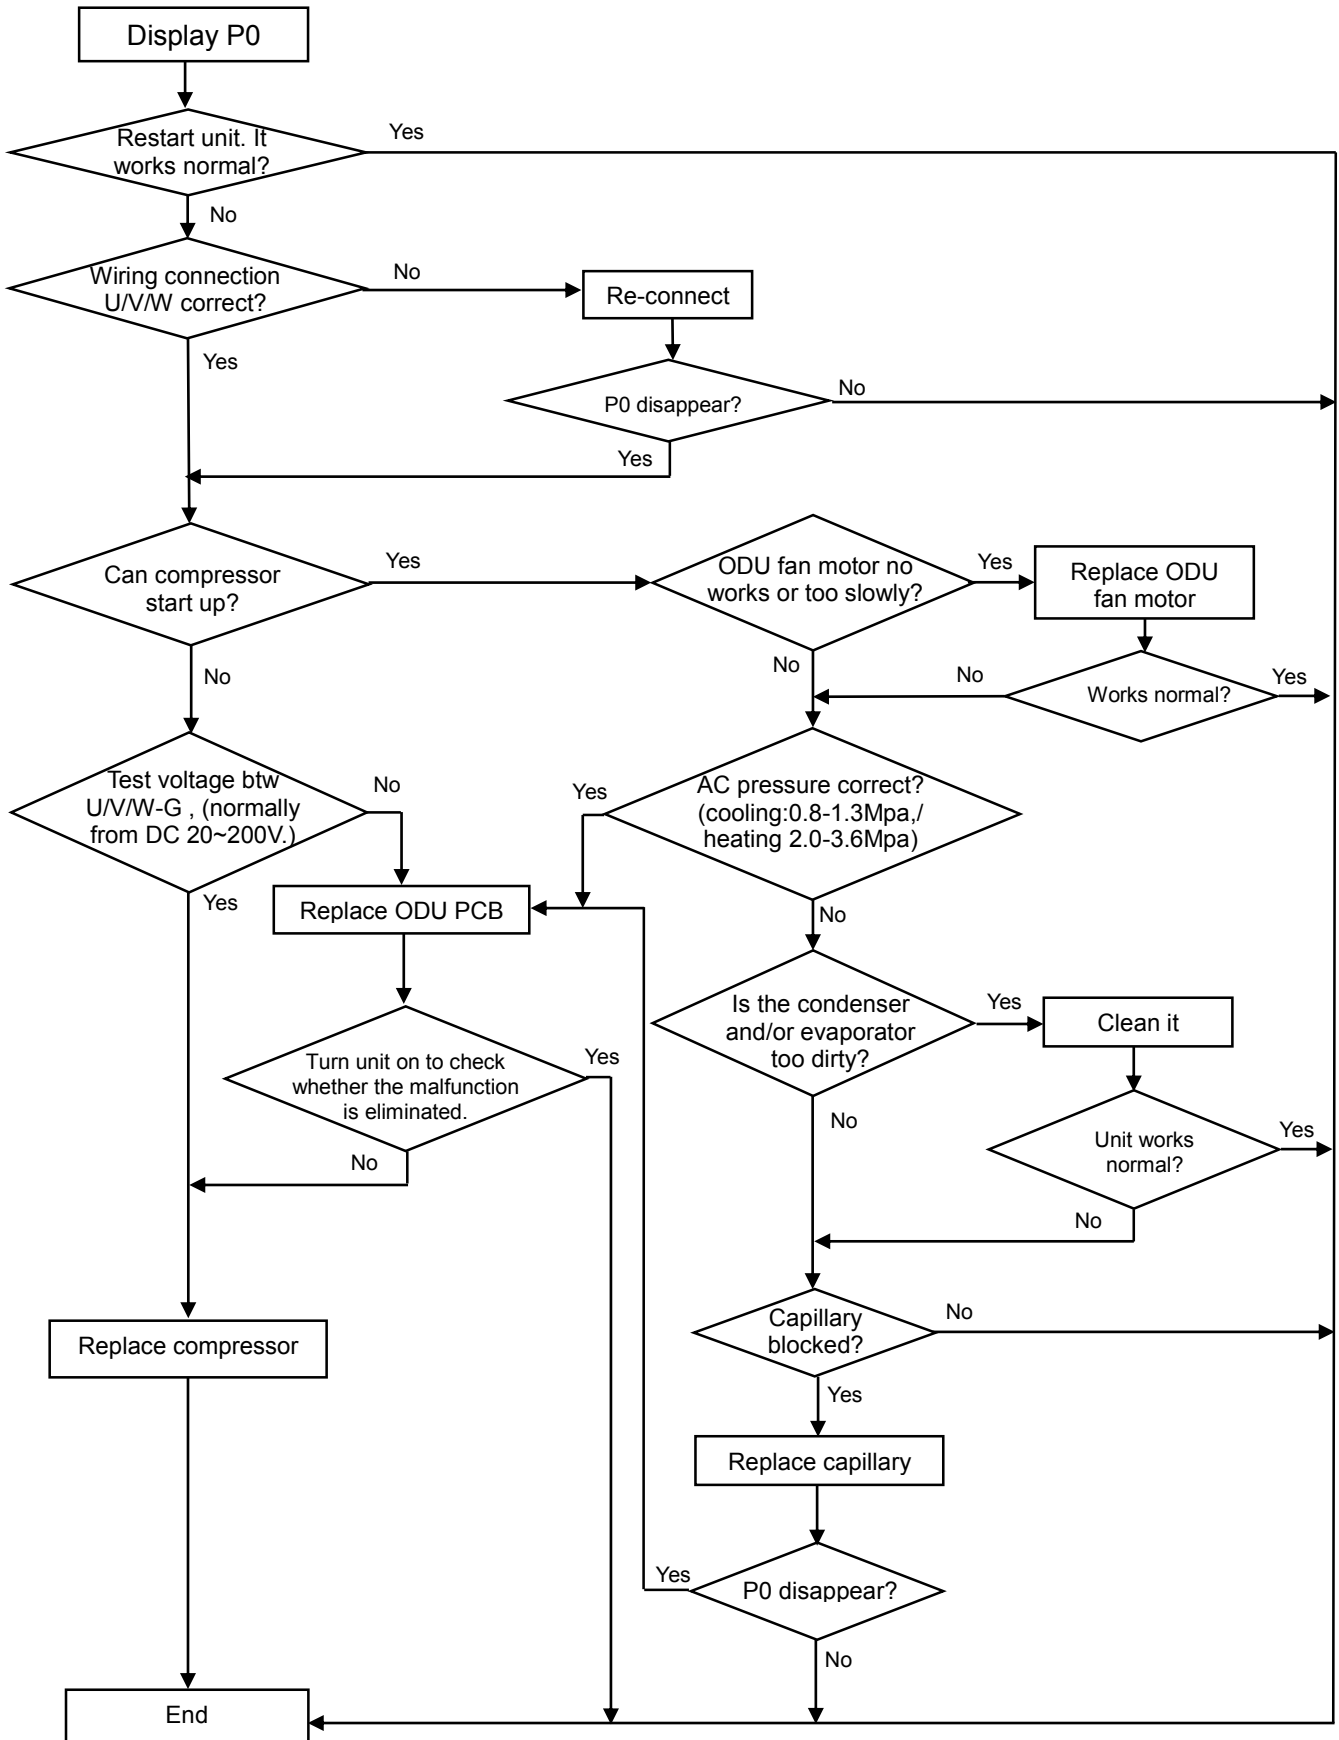 Display P0
Restart unit. It
works normal?
Yes
No
Wiring connection
U/V/W correct?
No
Re-connect
Yes
P0 disappear?
No
Yes
Can compressor
start up?
Yes
ODU fan motor no
works or too slowly?
Yes
Replace ODU
fan motor
No
No
No
Works normal?
Yes
Test voltage btw
U/V/W-G , (normally
from DC 20~200V.)
No
Yes
AC pressure correct?
(cooling:0.8-1.3Mpa,/
heating 2.0-3.6Mpa)
Yes
Replace ODU PCB
No
Is the condenser
and/or evaporator
too dirty?
Yes
Clean it
Turn unit on to check
whether the malfunction
is eliminated.
Yes
No
No
Unit works
normal?
Yes
No
Capillary
blocked?
No
Replace compressor
Yes
Replace capillary
Yes
P0 disappear?
No
End